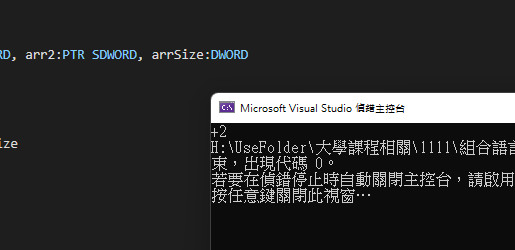 RD, arr2:PTR SDWORD, arrSize:DWORD
ize
Microsoft Visual Studio 偵錯主控台
+2
H:\UseFolder\大學課程相關\1111\組合語言
束，出現代碼 0。
若要在偵錯停止時自動關閉主控台，請啟用
按任意鍵關閉此視窗…